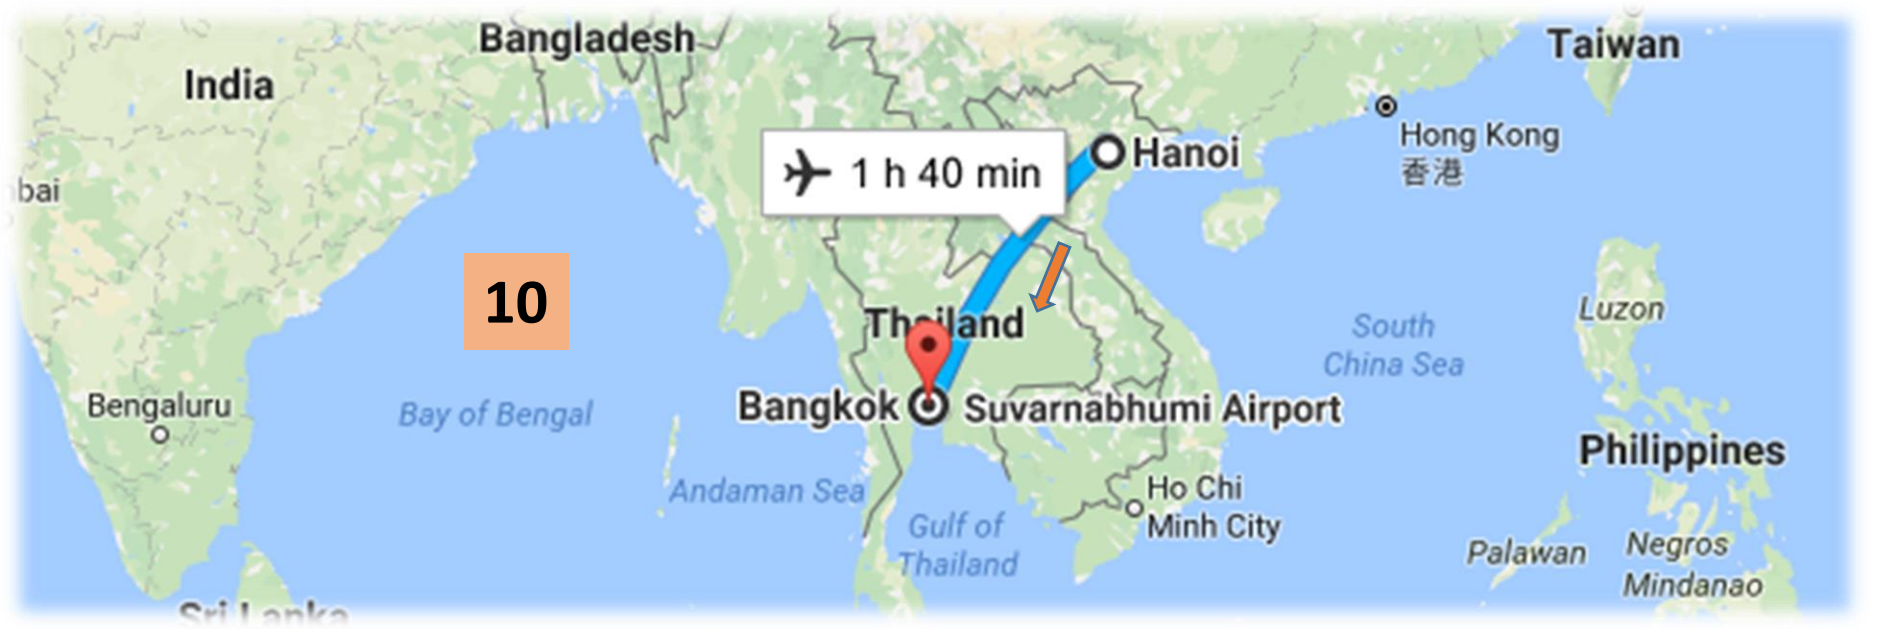 Bangladesh
Taiwan
India
Hong Kong
香港
1 h 40 min
Hanoi
bai
10
Thailand
Luzon
South
China Sea
Bengaluru
Bay of Bengal
Bangkok
Suvarnabhumi Airport
Philippines
Andaman Sea
Ho Chi
Minh City
Gulf of
Thailand
Palawan
Negros
Mindanao
Sri Lanka